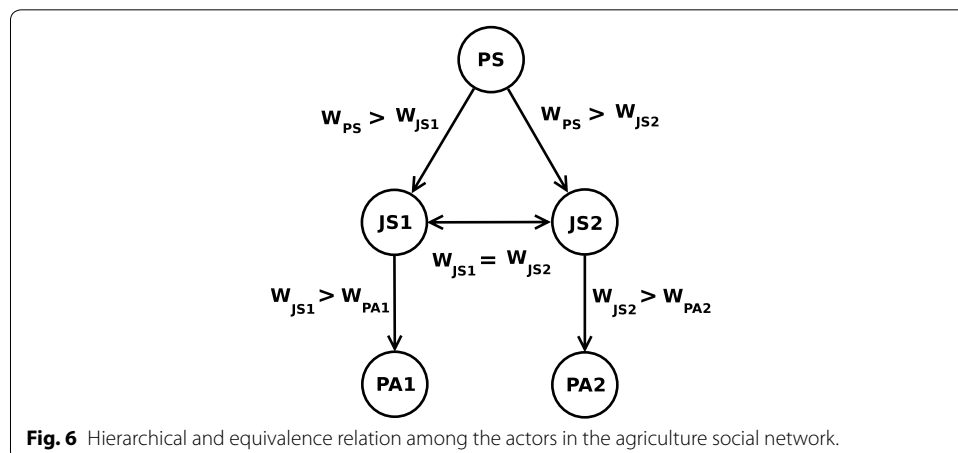 PS
W_PS > W_JS1
W_PS > W_JS2
JS1
JS2
W_JS1 = W_JS2
W_JS1 > W_PA1
W_JS2 > W_PA2
PA1
PA2
Fig. 6 Hierarchical and equivalence relation among the actors in the agriculture social network.